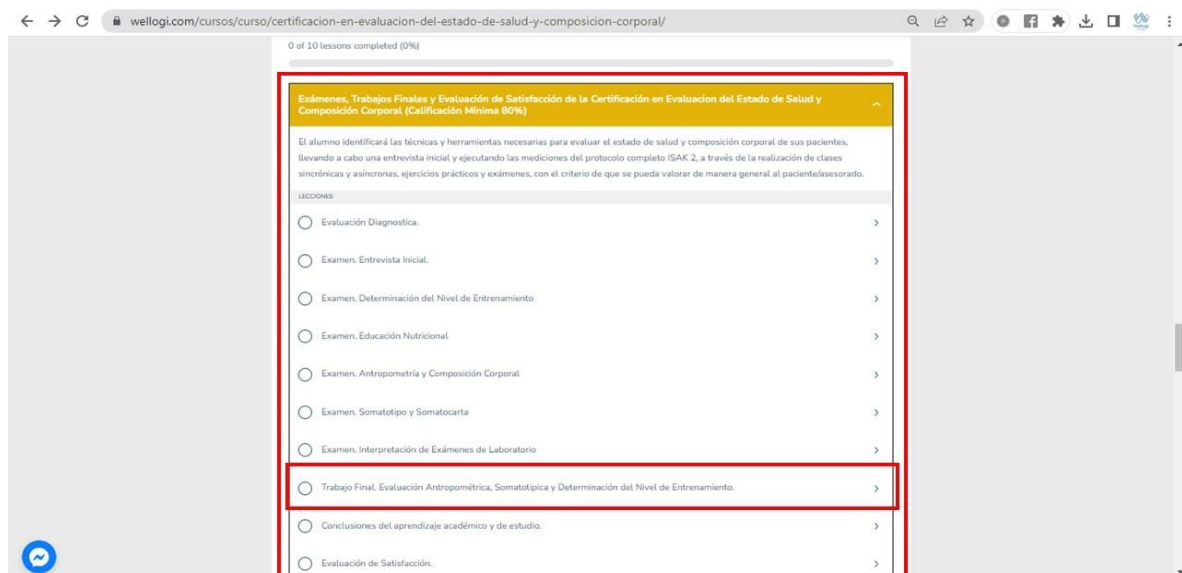 wellogi.com/cursos/curso/certificacion-en-evaluacion-del-estado-de-salud-y-composicion-corporal/
0 of 10 lessons completed (0%)
Exámenes, Trabajos Finales y Evaluación de Satisfacción de la Certificación en Evaluacion del Estado de Salud y
Composición Corporal (Calificación Mínima 80%)
El alumno identificará las técnicas y herramientas necesarias para evaluar el estado de salud y composición corporal de sus pacientes,
llevando a cabo una entrevista inicial y ejecutando las mediciones del protocolo completo ISAK 2, a través de la realización de clases
sincrónicas y asíncronas, ejercicios prácticos y exámenes, con el criterio de que se pueda valorar de manera general al paciente/asesorado.
LECCIONES
Evaluación Diagnostica.
Examen. Entrevista Inicial.
Examen. Determinación del Nivel de Entrenamiento
Examen. Educación Nutricional
Examen. Antropometría y Composición Corporal
Examen. Somatotipo y Somatocarta
Examen. Interpretación de Exámenes de Laboratorio
Trabajo Final. Evaluación Antropométrica, Somatotipica y Determinación del Nivel de Entrenamiento.
Conclusiones del aprendizaje académico y de estudio.
Evaluación de Satisfacción.